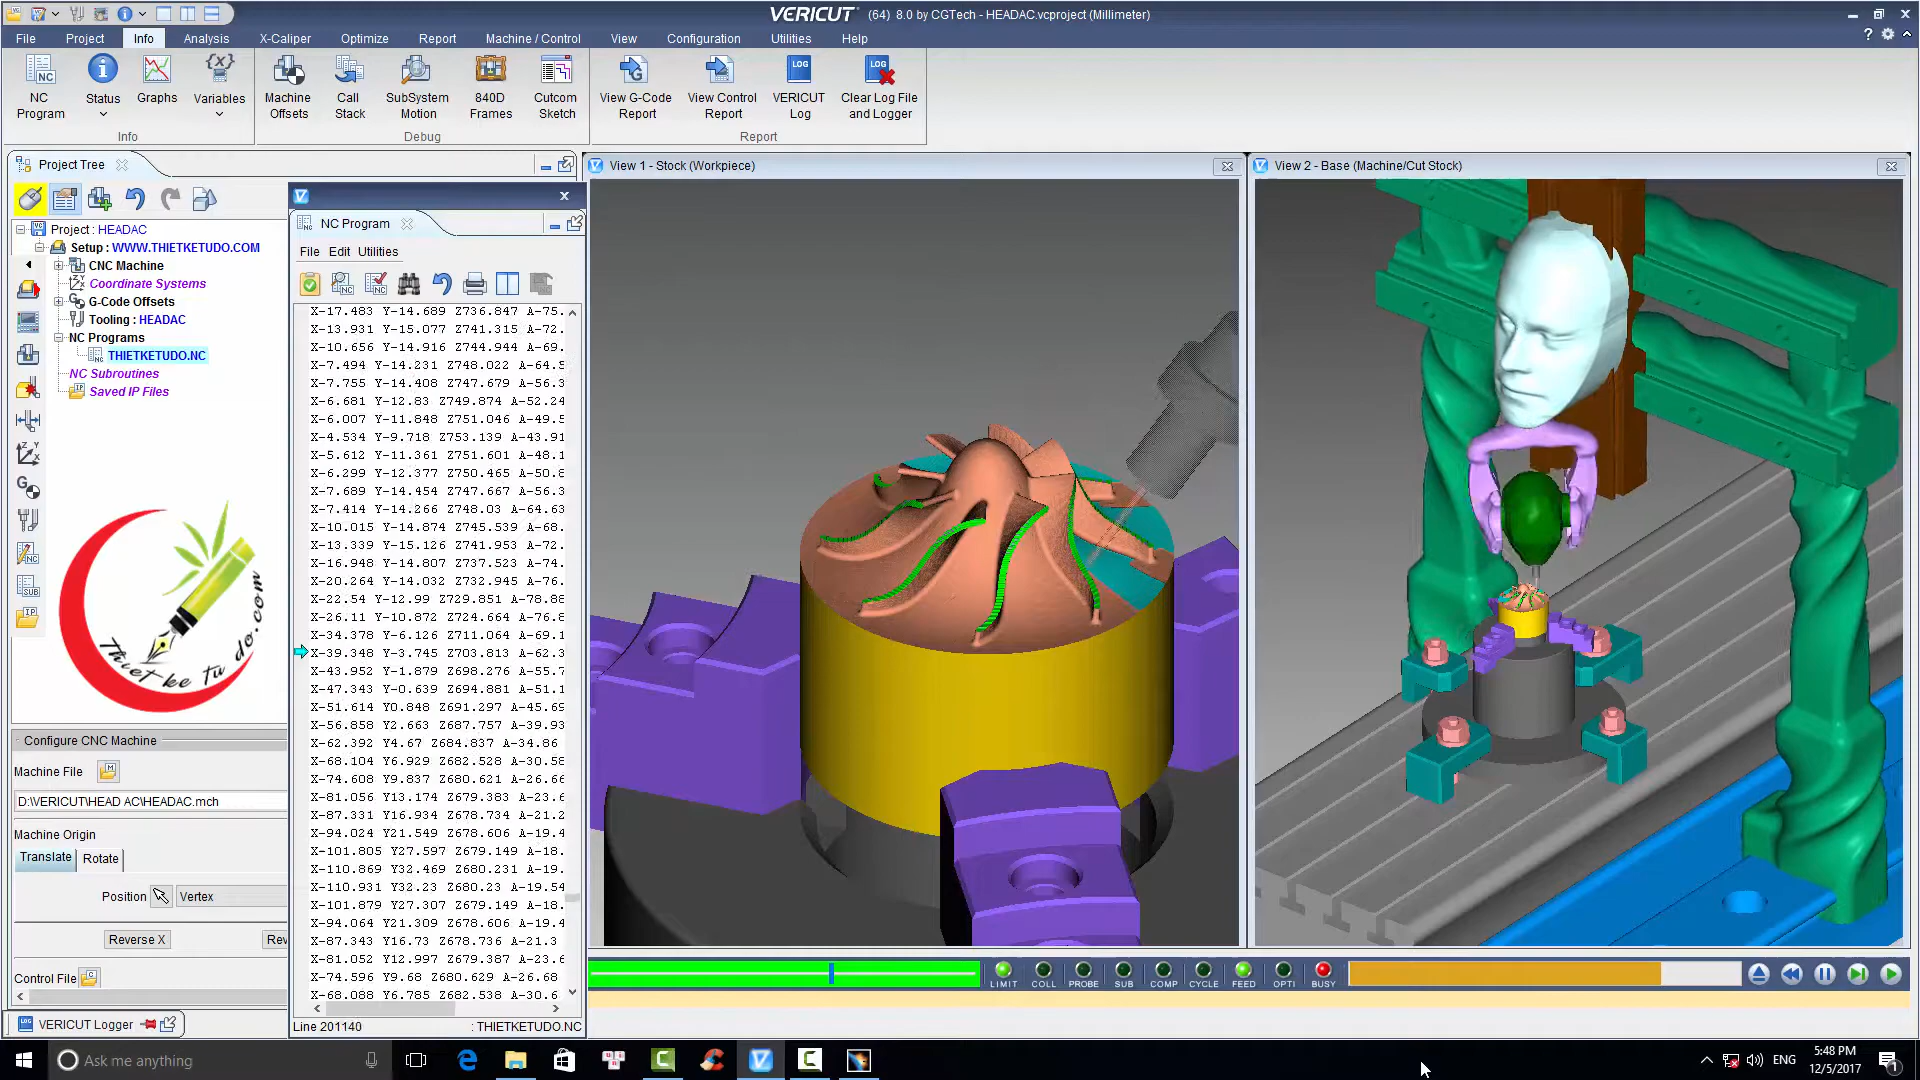 VERICUT (64) 8.0 by CGTech - HEADAC.vcproject (Millimeter)
File Project Info Analysis X-Caliper Optimize Report Machine / Control View Configuration Utilities Help
NC Program
Status
Graphs
Variables
Machine Offsets
Call Stack
SubSystem Motion
840D Frames
Cutcom Sketch
View G-Code Report
View Control Report
VERICUT Log
Clear Log File and Logger
Info
Debug
Report
Project Tree
Project : HEADAC
Setup : WWW.THIETKETUDO.COM
CNC Machine
Coordinate Systems
G-Code Offsets
Tooling : HEADAC
NC Programs
THIETKETUDO.NC
NC Subroutines
Saved IP Files
Thiet ke tu do.com
Configure CNC Machine
Machine File
D:\VERICUT\HEAD AC\HEADAC.mch
Machine Origin
Translate Rotate
Position Vertex
Reverse X Rev
Control File
VERICUT Logger
NC Program
File Edit Utilities
X-17.483 Y-14.689 Z736.847 A-75.
X-13.931 Y-15.077 Z741.315 A-72.
X-10.656 Y-14.916 Z744.944 A-69.
X-7.494 Y-14.231 Z748.022 A-64.5
X-7.755 Y-14.408 Z747.679 A-56.3
X-6.681 Y-12.83 Z749.874 A-52.24
X-6.007 Y-11.848 Z751.046 A-49.5
X-4.534 Y-9.718 Z753.139 A-43.91
X-5.612 Y-11.361 Z751.601 A-48.1
X-6.299 Y-12.377 Z750.465 A-50.8
X-7.689 Y-14.454 Z747.667 A-56.3
X-7.414 Y-14.266 Z748.03 A-64.63
X-10.015 Y-14.874 Z745.539 A-68.
X-13.339 Y-15.126 Z741.953 A-72.
X-16.948 Y-14.807 Z737.523 A-74.
X-20.264 Y-14.032 Z732.945 A-76.
X-22.54 Y-12.99 Z729.851 A-78.88
X-26.11 Y-10.872 Z724.664 A-76.8
X-34.378 Y-6.126 Z711.064 A-69.1
X-39.348 Y-3.745 Z703.813 A-62.3
X-43.952 Y-1.879 Z698.276 A-55.7
X-47.343 Y-0.639 Z694.881 A-51.1
X-51.614 Y0.848 Z691.297 A-45.69
X-56.858 Y2.663 Z687.757 A-39.93
X-62.392 Y4.67 Z684.837 A-34.86
X-68.104 Y6.929 Z682.528 A-30.58
X-74.608 Y9.837 Z680.621 A-26.66
X-81.056 Y13.174 Z679.383 A-23.6
X-87.331 Y16.934 Z678.734 A-21.2
X-94.024 Y21.549 Z678.606 A-19.4
X-101.805 Y27.597 Z679.149 A-18.
X-110.869 Y32.469 Z680.231 A-19.
X-110.931 Y32.23 Z680.23 A-19.54
X-101.879 Y27.307 Z679.149 A-18.
X-94.064 Y21.309 Z678.606 A-19.4
X-87.343 Y16.73 Z678.736 A-21.3
X-81.052 Y12.997 Z679.387 A-23.6
X-74.596 Y9.68 Z680.629 A-26.68
X-68.088 Y6.785 Z682.538 A-30.6
Line 201140 : THIETKETUDO.NC
View 1 - Stock (Workpiece)
View 2 - Base (Machine/Cut Stock)
LIMIT COLL PROBE SUB COMP CYCLE FEED OPTI BUSY
Ask me anything
ENG
5:48 PM
12/5/2017
1